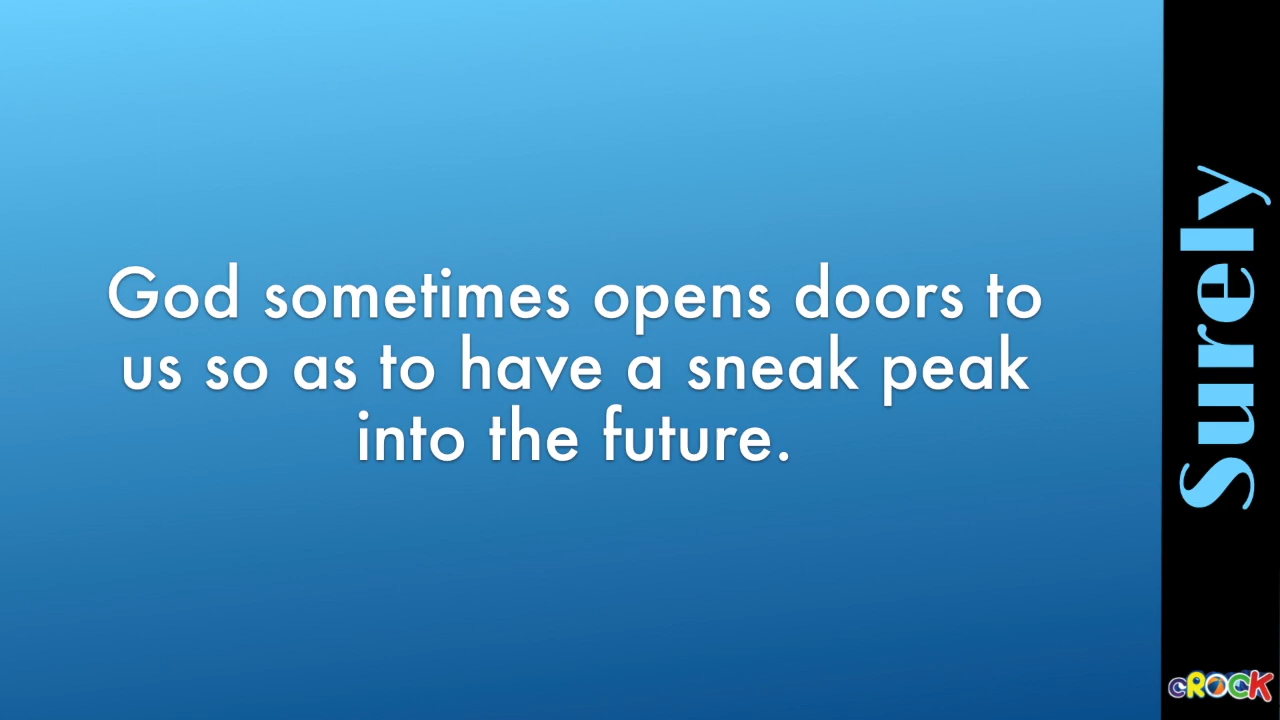 God sometimes opens doors to
us so as to have a sneak peak
into the future.
Surely
cROCK